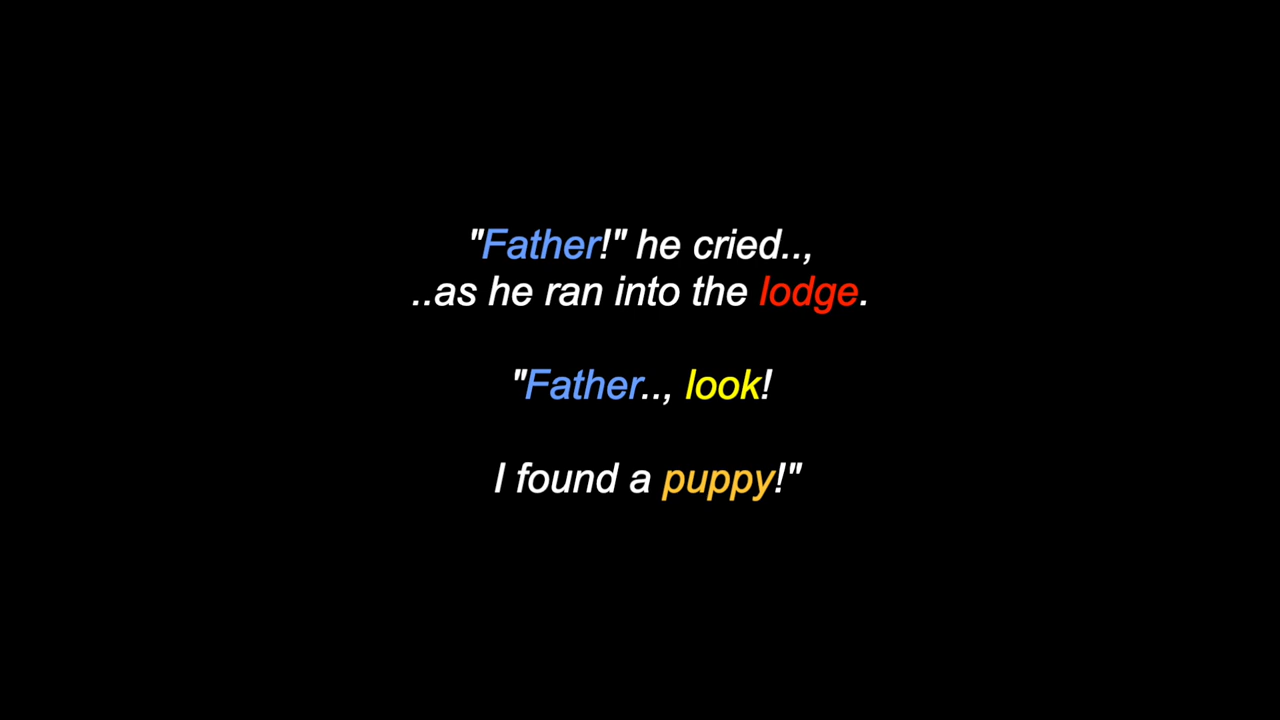 "Father!" he cried..,
..as he ran into the lodge.
"Father.., look!
I found a puppy!"